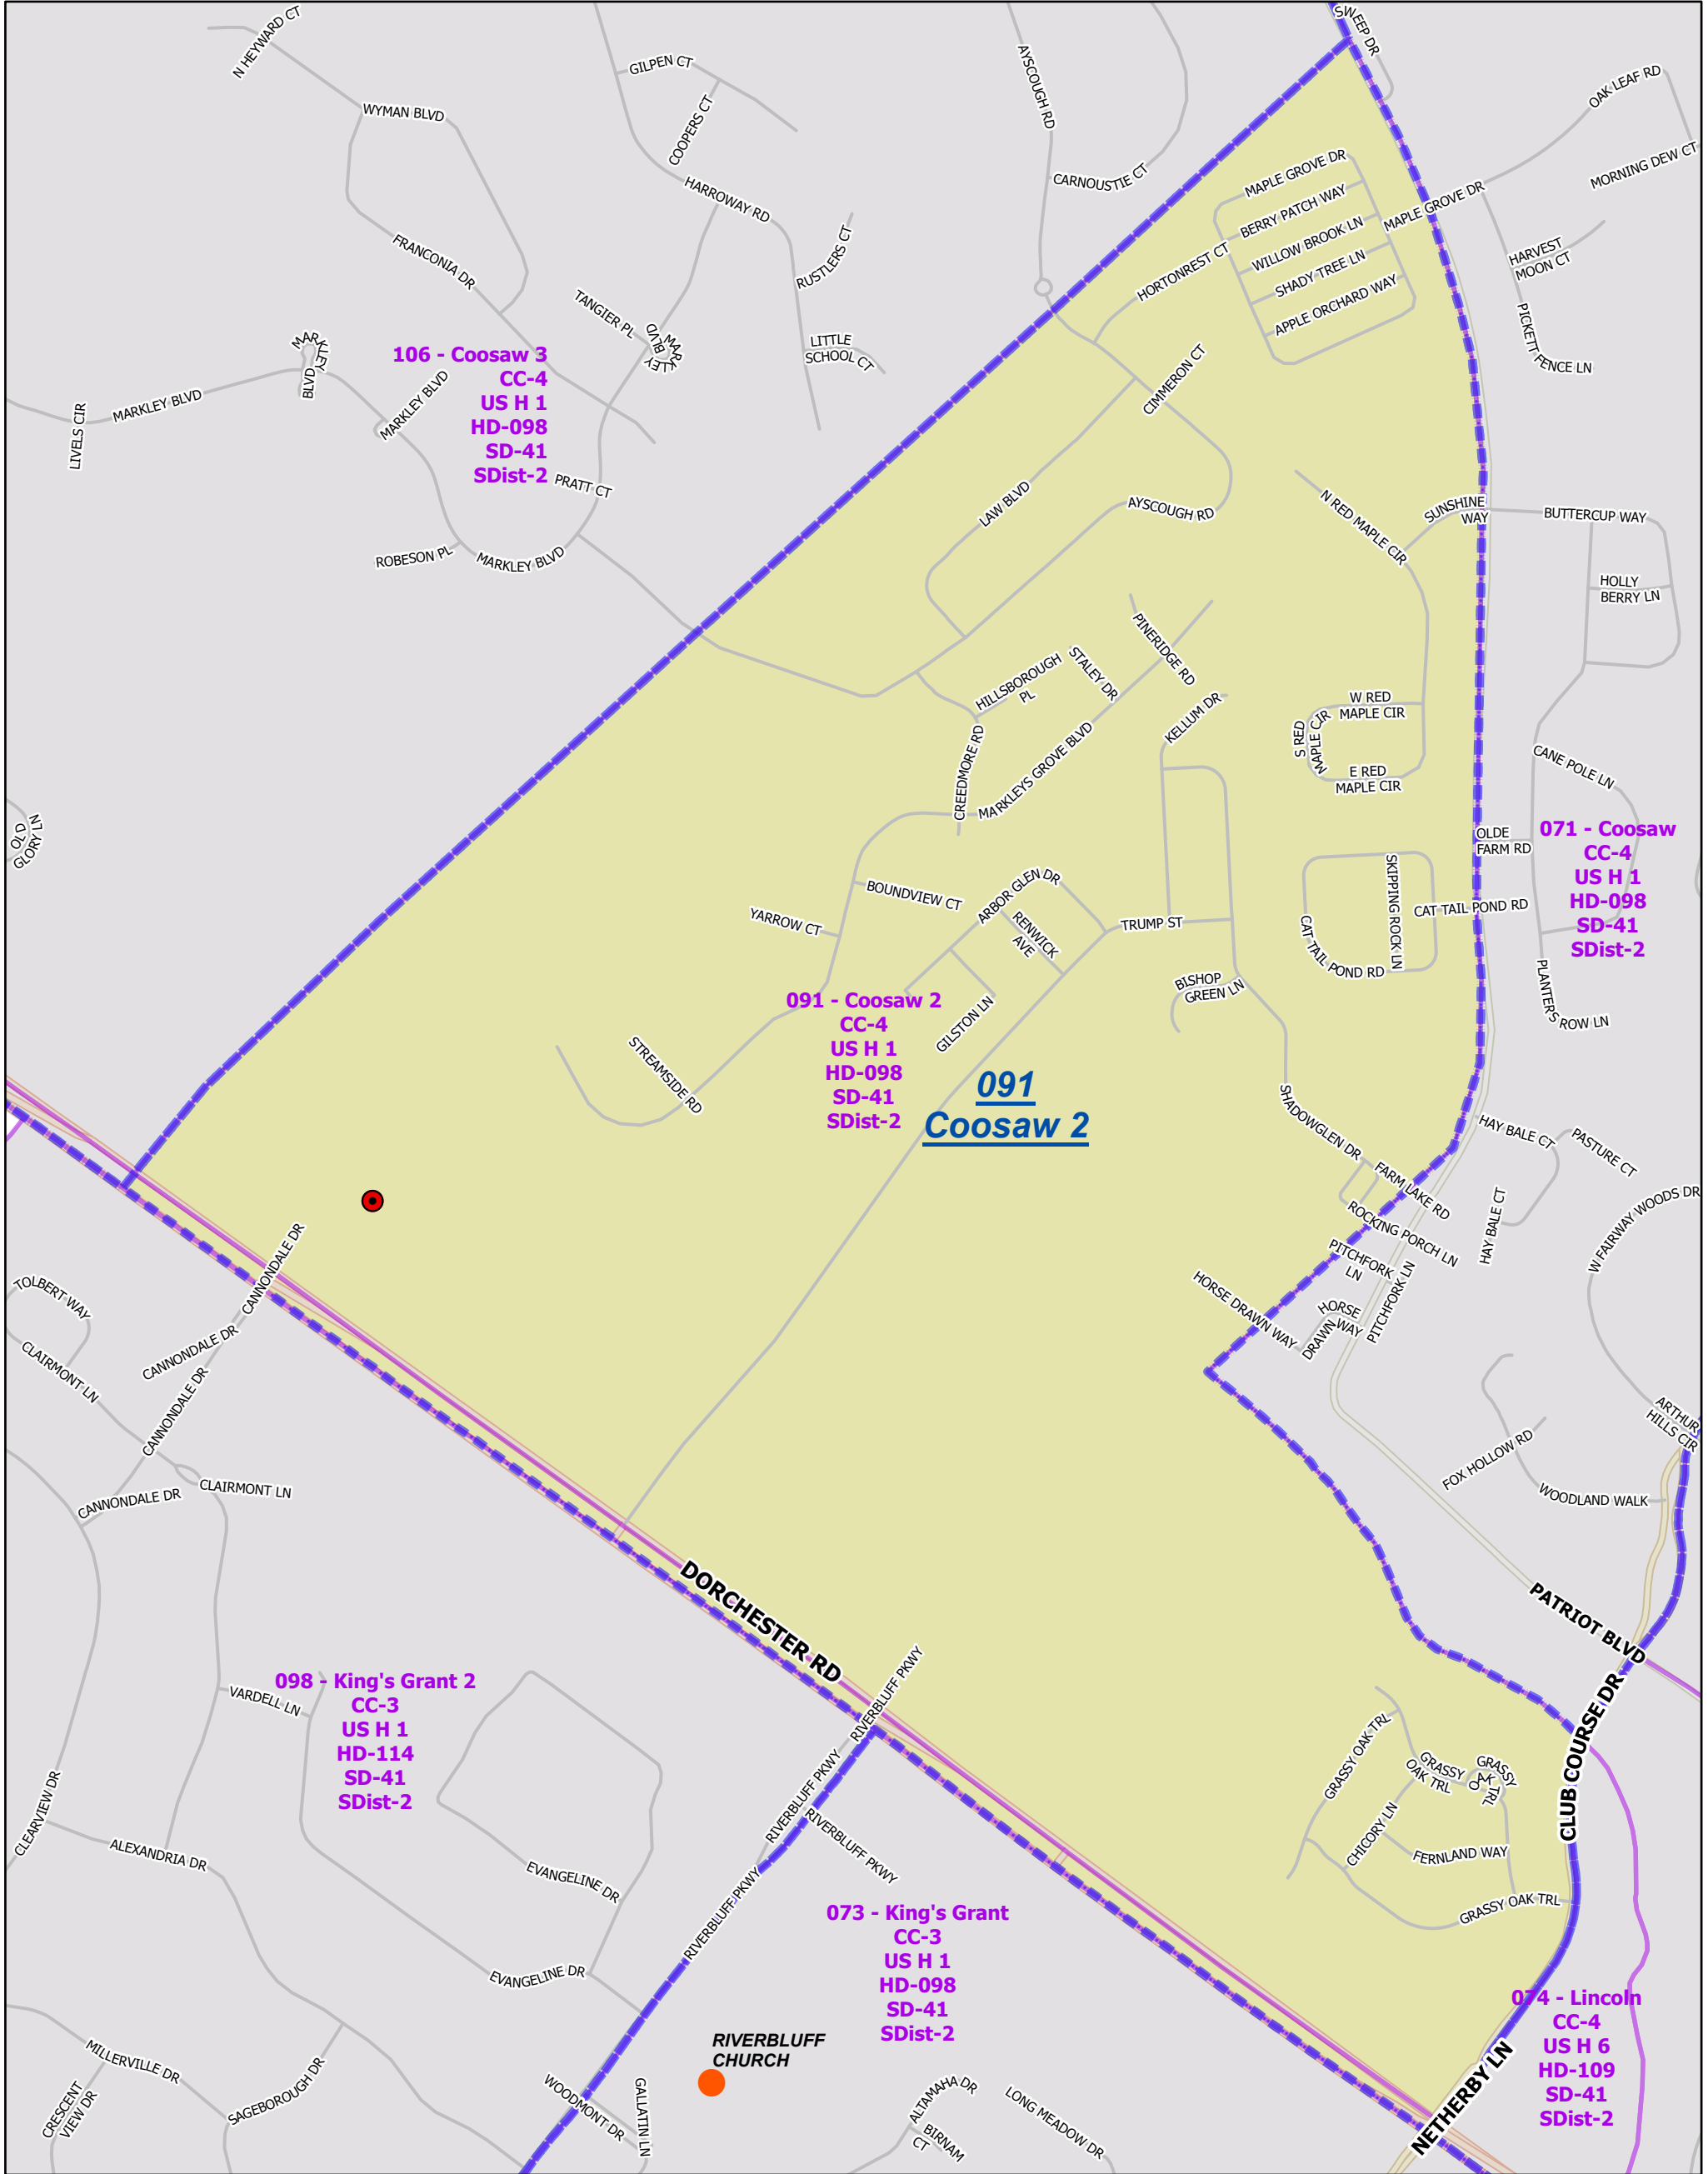 SWEEP DR
N HEYWARD CT
GILPEN CT
AYSCOUGH RD
OAK LEAF RD
WYMAN BLVD
COOPERS CT
MORNING DEW CT
MAPLE GROVE DR
CARNOUSTIE CT
HARROWAY RD
BERRY PATCH WAY
MAPLE GROVE DR
WILLOW BROOK LN
FRANCONIA DR
RUSTLERS CT
HORTONREST CT
SHADY TREE LN
HARVEST
MOON CT
APPLE ORCHARD WAY
TANGIER PL
MARKLEY
BLVD
PICKETT FENCE LN
MARKLEY
BLVD
LITTLE
SCHOOL CT
106 - Coosaw 3
CC-4
US H 1
HD-098
SD-41
SDist-2
CIMMERON CT
MARKLEY BLVD
MARKLEY BLVD
LIVELS CIR
PRATT CT
LAW BLVD
AYSCOUGH RD
N RED MAPLE CIR
SUNSHINE
WAY
BUTTERCUP WAY
ROBESON PL
MARKLEY BLVD
HOLLY
BERRY LN
PINERIDGE RD
HILLSBOROUGH
PL
STALEY DR
KELLUM DR
W RED
MAPLE CIR
S RED
MAPLE CIR
CREEDMORE RD
MARKLEYS GROVE BLVD
E RED
MAPLE CIR
CANE POLE LN
OLD
GLORY LN
OLDE
FARM RD
071 - Coosaw
CC-4
US H 1
HD-098
SD-41
SDist-2
BOUNDVIEW CT
ARBOR GLEN DR
YARROW CT
RENWICK
AVE
TRUMP ST
SKIPPING ROCK LN
CAT TAIL POND RD
CAT TAIL POND RD
BISHOP
GREEN LN
PLANTERS ROW LN
091 - Coosaw 2
CC-4
US H 1
HD-098
SD-41
SDist-2
GILSTON LN
STREAMSIDE RD
091
Coosaw 2
SHADOWGLEN DR
HAY BALE CT
PASTURE CT
FARM LAKE RD
ROCKING PORCH LN
HAY BALE CT
W FAIRWAY WOODS DR
PITCHFORK
LN
CANNONDALE DR
TOLBERT WAY
HORSE DRAWN WAY
HORSE
DRAWN WAY
PITCHFORK LN
CANNONDALE DR
CLAIRMONT LN
CANNONDALE DR
ARTHUR
HILLS CIR
FOX HOLLOW RD
CLAIRMONT LN
CANNONDALE DR
WOODLAND WALK
DORCHESTER RD
PATRIOT BLVD
098 - King's Grant 2
CC-3
US H 1
HD-114
SD-41
SDist-2
VARDELL LN
RIVERBLUFF PKWY
CLUB COURSE DR
GRASSY OAK TRL
GRASSY
OAK TRL
GRASSY
OAK TRL
RIVERBLUFF PKWY
CLEARVIEW DR
ALEXANDRIA DR
RIVERBLUFF PKWY
CHICORY LN
FERNLAND WAY
EVANGELINE DR
RIVERBLUFF PKWY
GRASSY OAK TRL
073 - King's Grant
CC-3
US H 1
HD-098
SD-41
SDist-2
EVANGELINE DR
074 - Lincoln
CC-4
US H 6
HD-109
SD-41
SDist-2
RIVERBLUFF
CHURCH
NETHERBY LN
MILLERVILLE DR
SAGEBOROUGH DR
CRESCENT
VIEW DR
WOODMONT DR
GALLATIN LN
ALTAMAHA DR
BIRNAM
CT
LONG MEADOW DR